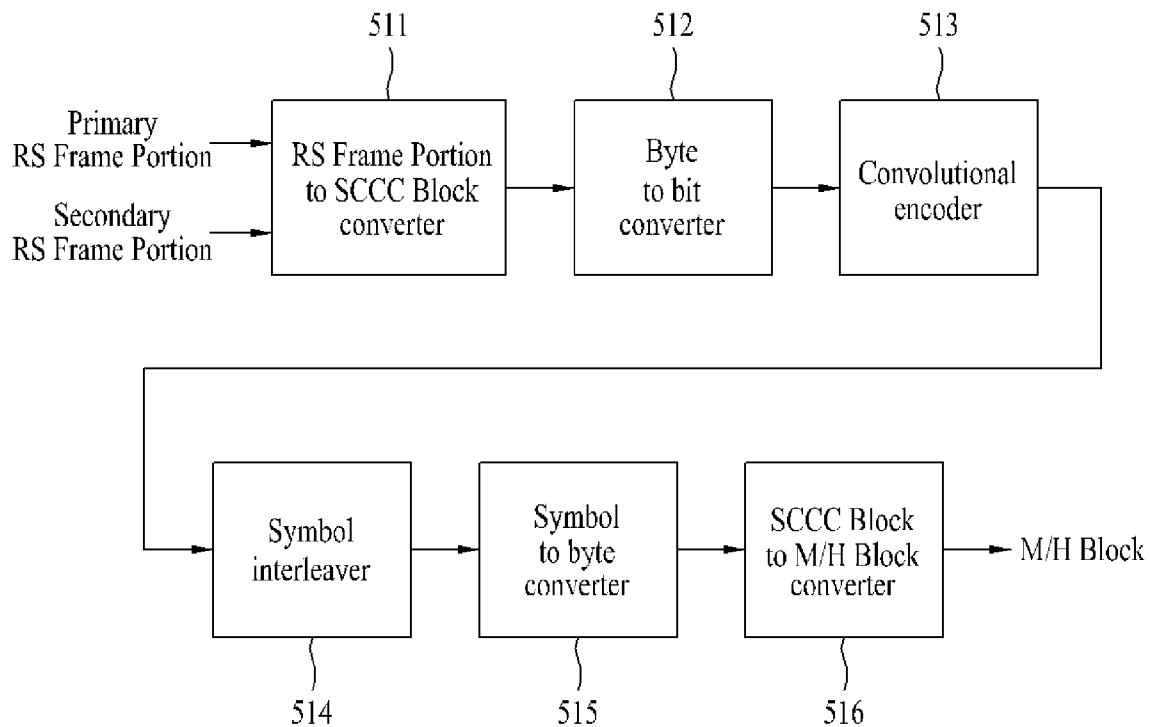 511
512
513
Primary
RS Frame Portion
Secondary
RS Frame Portion
RS Frame Portion
to SCCC Block
converter
Byte
to bit
converter
Convolutional
encoder
Symbol
interleaver
Symbol
to byte
converter
SCCC Block
to M/H Block
converter
M/H Block
514
515
516